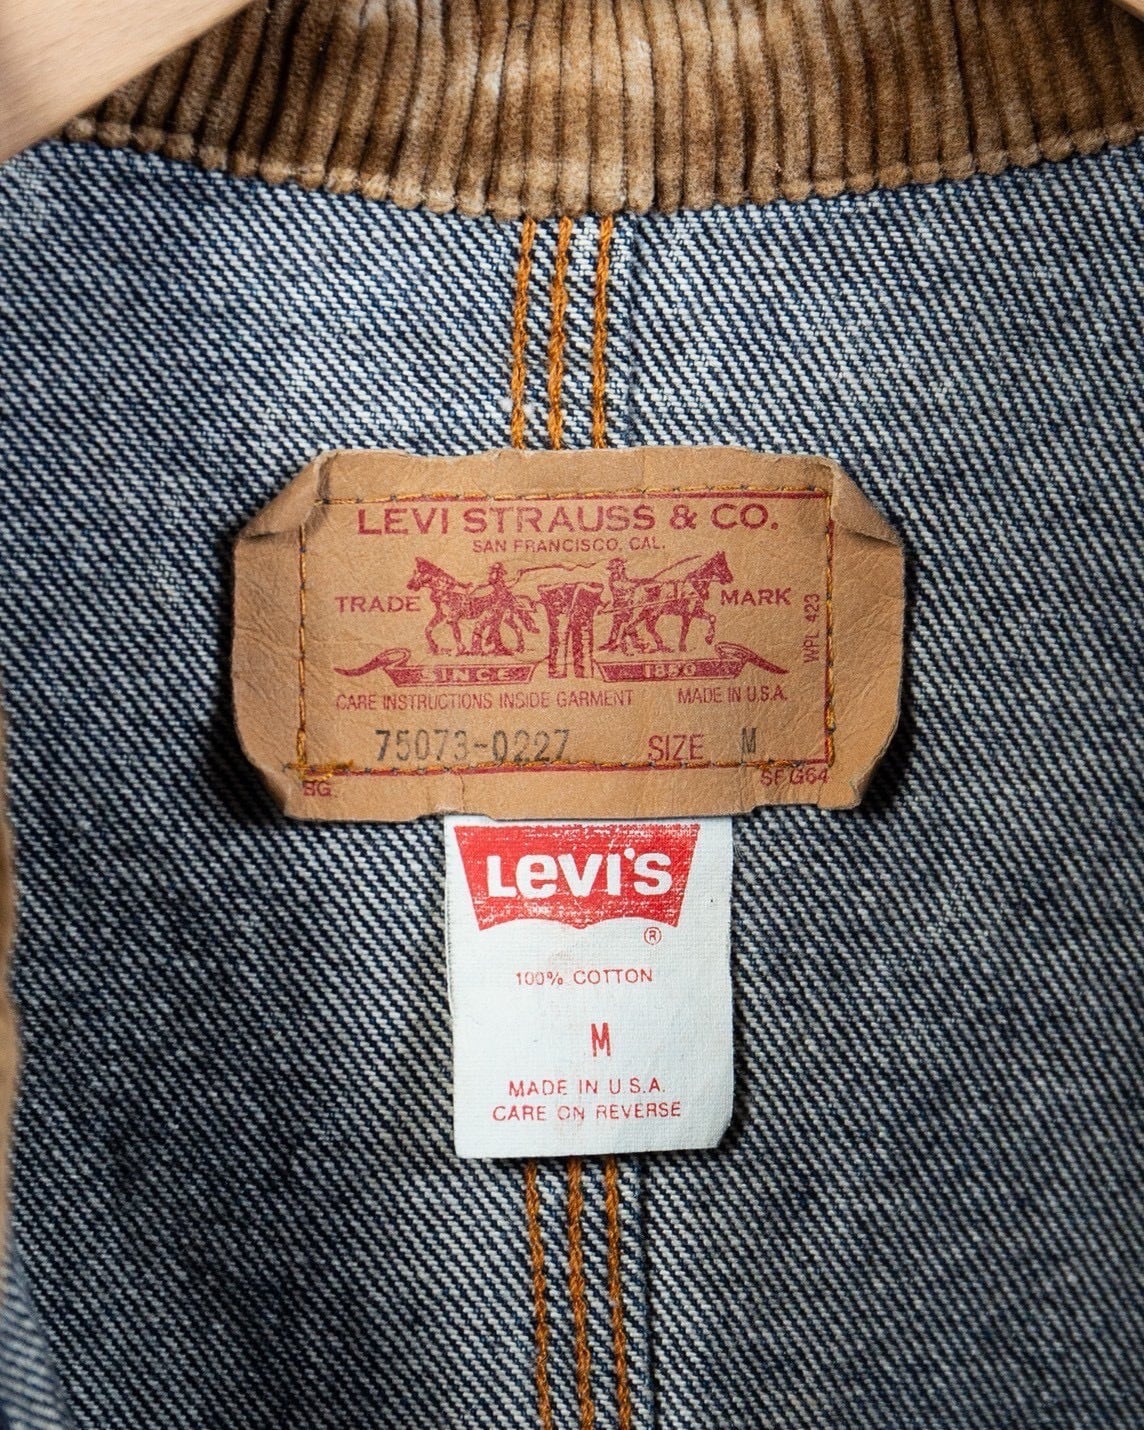 LEVI STRAUSS & CO.
SAN FRANCISCO, CAL.
TRADE MARK
WPL 423
SINCE 1850
CARE INSTRUCTIONS INSIDE GARMENT MADE IN U.S.A.
75073-0227 SIZE M
SG. SF G64
LEVI'S
®
100% COTTON
M
MADE IN U.S.A.
CARE ON REVERSE